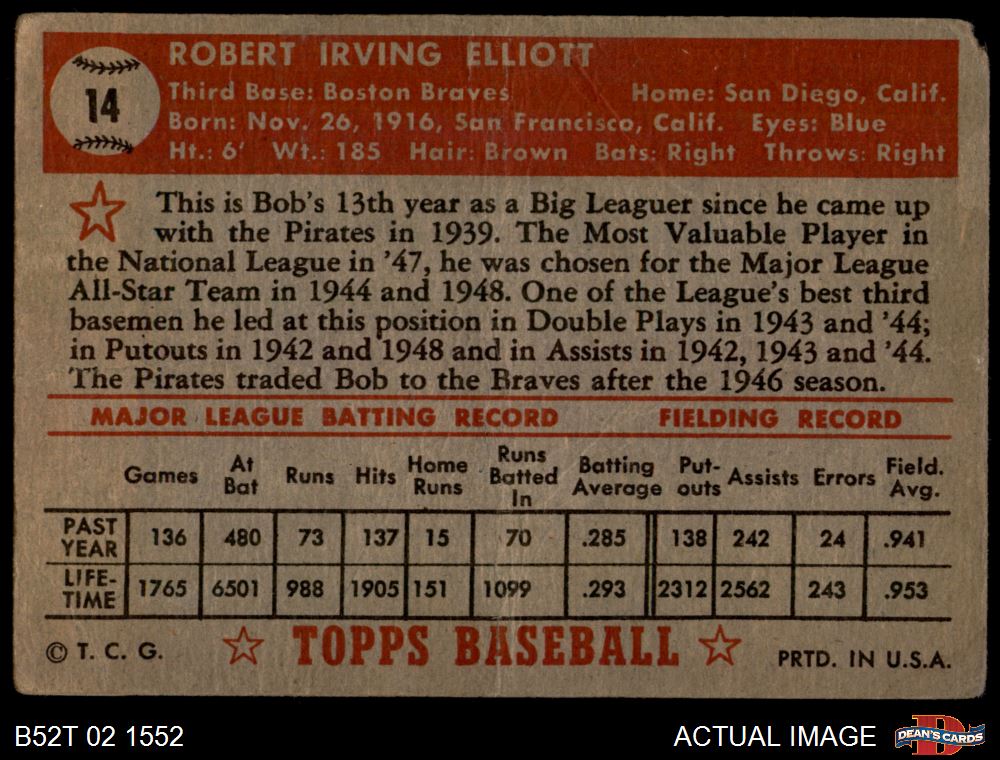 14
ROBERT IRVING ELLIOTT
Third Base: Boston Braves Home: San Diego, Calif.
Born: Nov. 26, 1916, San Francisco, Calif. Eyes: Blue
Ht.: 6' Wt.: 185 Hair: Brown Bats: Right Throws: Right
This is Bob's 13th year as a Big Leaguer since he came up
with the Pirates in 1939. The Most Valuable Player in
the National League in '47, he was chosen for the Major League
All-Star Team in 1944 and 1948. One of the League's best third
basemen he led at this position in Double Plays in 1943 and '44;
in Putouts in 1942 and 1948 and in Assists in 1942, 1943 and '44.
The Pirates traded Bob to the Braves after the 1946 season.
MAJOR LEAGUE BATTING RECORD FIELDING RECORD
Games At Bat Runs Hits Home Runs Runs Batted In Batting Average Put-outs Assists Errors Field. Avg.
PAST YEAR 136 480 73 137 15 70 .285 138 242 24 .941
LIFE-TIME 1765 6501 988 1905 151 1099 .293 2312 2562 243 .953
© T. C. G. TOPPS BASEBALL PRTD. IN U.S.A.
B52T 02 1552 ACTUAL IMAGE D DEAN'S CARDS